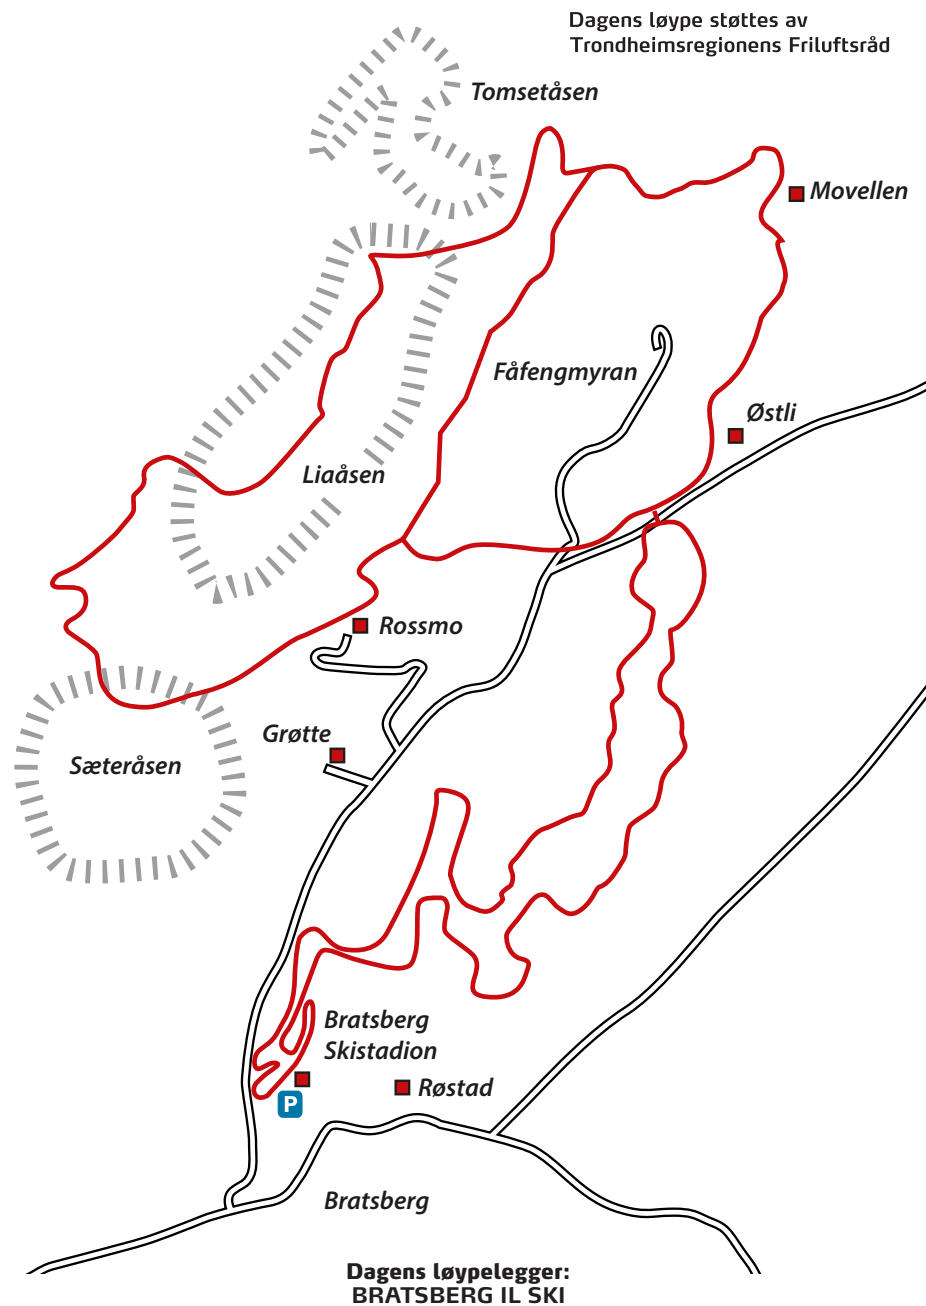 Dagens løype støttes av
Trondheimsregionens Friluftsråd
Tomsetåsen
Movellen
Fåfengmyran
Østli
Liaåsen
Rossmo
Grøtte
Sæteråsen
Bratsberg
Skistadion
Røstad
P
Bratsberg
Dagens løypelegger:
BRATSBERG IL SKI